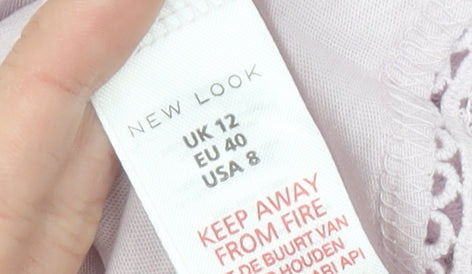 NEW LOOK
UK 12
EU 40
USA 8
KEEP AWAY
FROM FIRE
DE BUURT VAN
HOUDEN
API